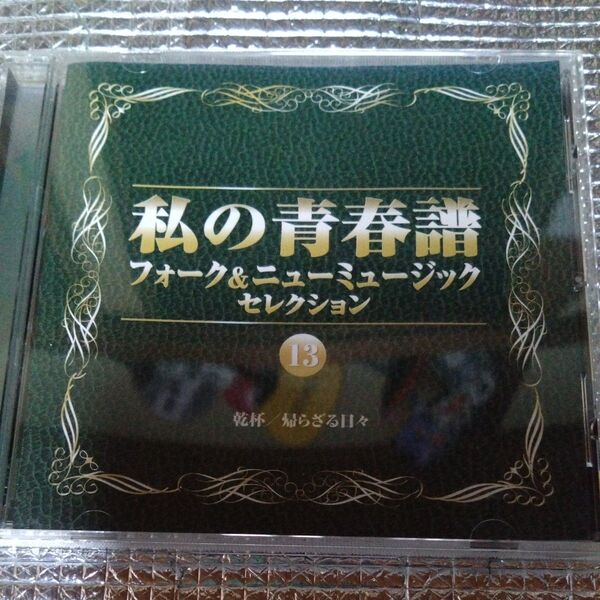 私の青春譜
フォーク&ニューミュージック
セレクション
13
乾杯/帰らざる日々